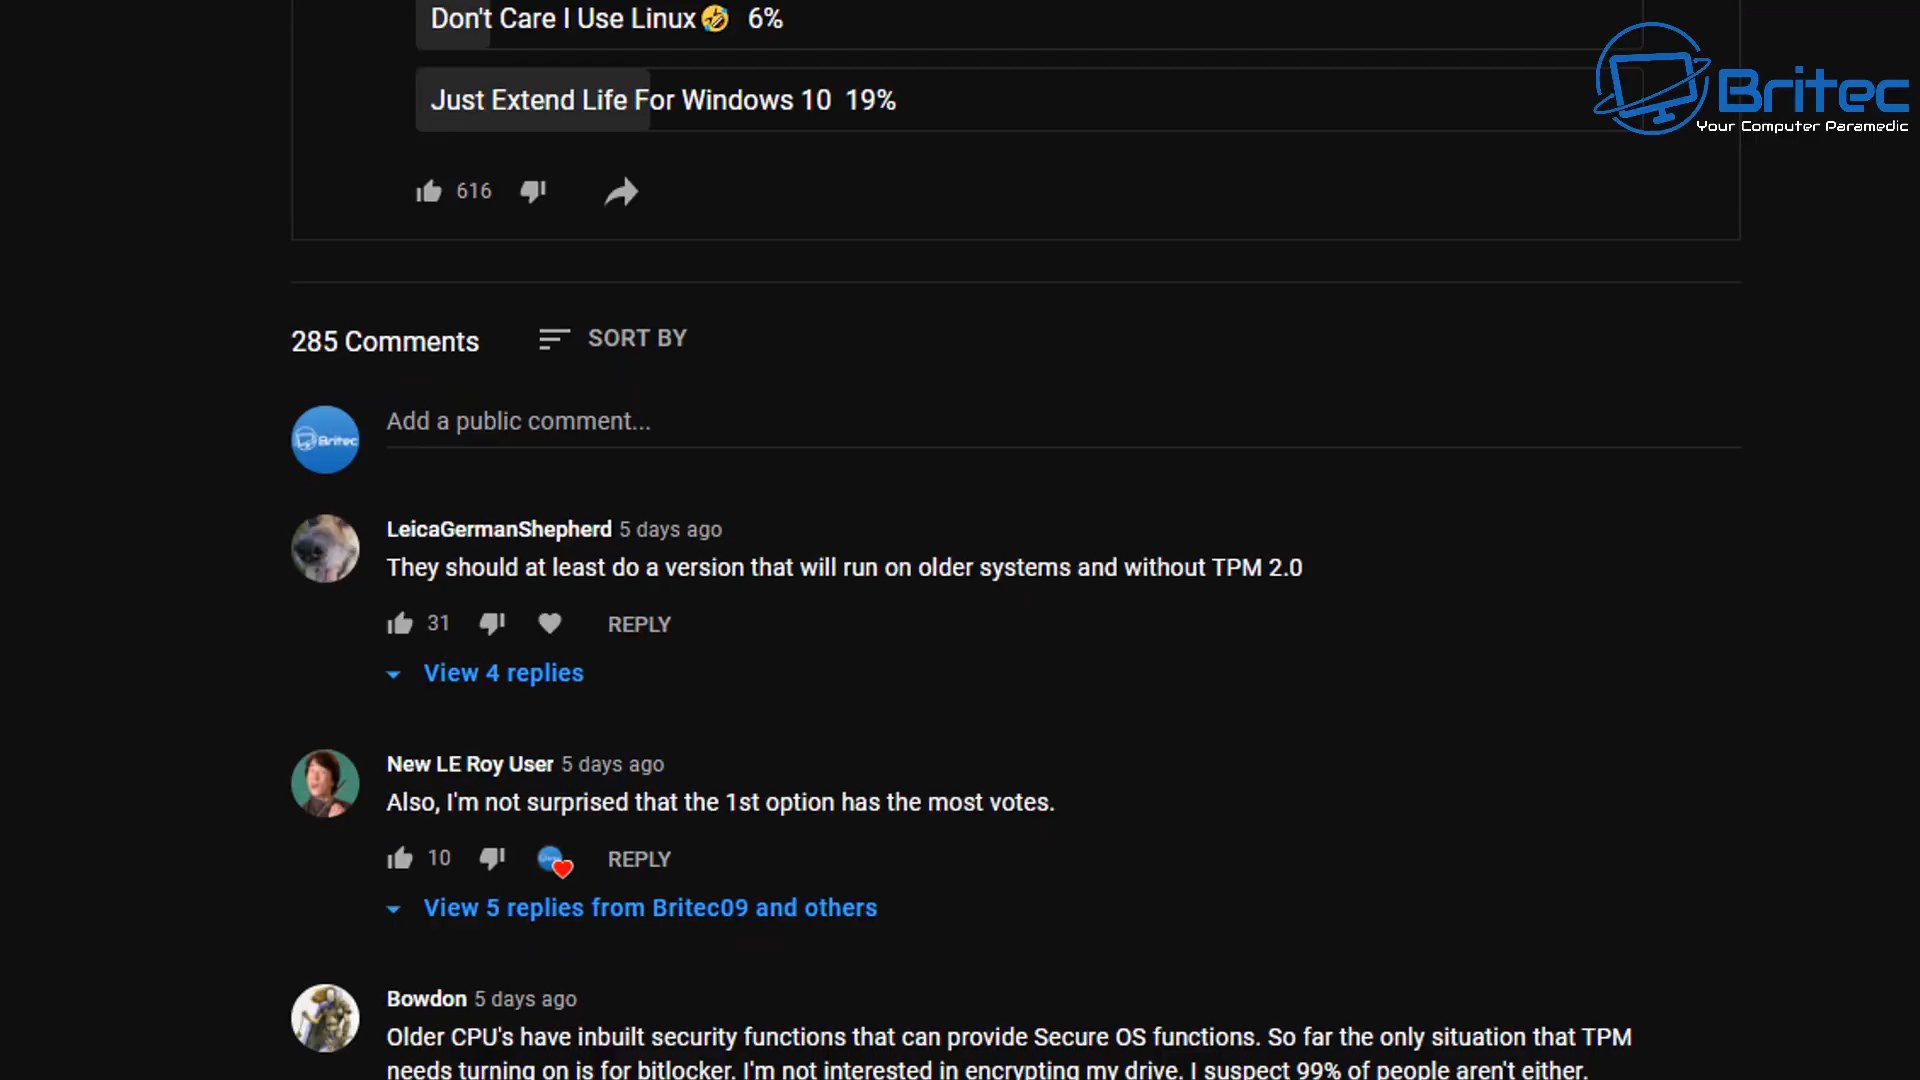 Don't Care I Use Linux🤣 6%
Just Extend Life For Windows 10 19%
Britec
Your Computer Paramedic
616
285 Comments
SORT BY
Britec
Add a public comment...
LeicaGermanShepherd 5 days ago
They should at least do a version that will run on older systems and without TPM 2.0
31
REPLY
View 4 replies
New LE Roy User 5 days ago
Also, I'm not surprised that the 1st option has the most votes.
10
REPLY
View 5 replies from Britec09 and others
Bowdon 5 days ago
Older CPU's have inbuilt security functions that can provide Secure OS functions. So far the only situation that TPM
needs turning on is for bitlocker. I'm not interested in encrypting my drive. I suspect 99% of people aren't either.